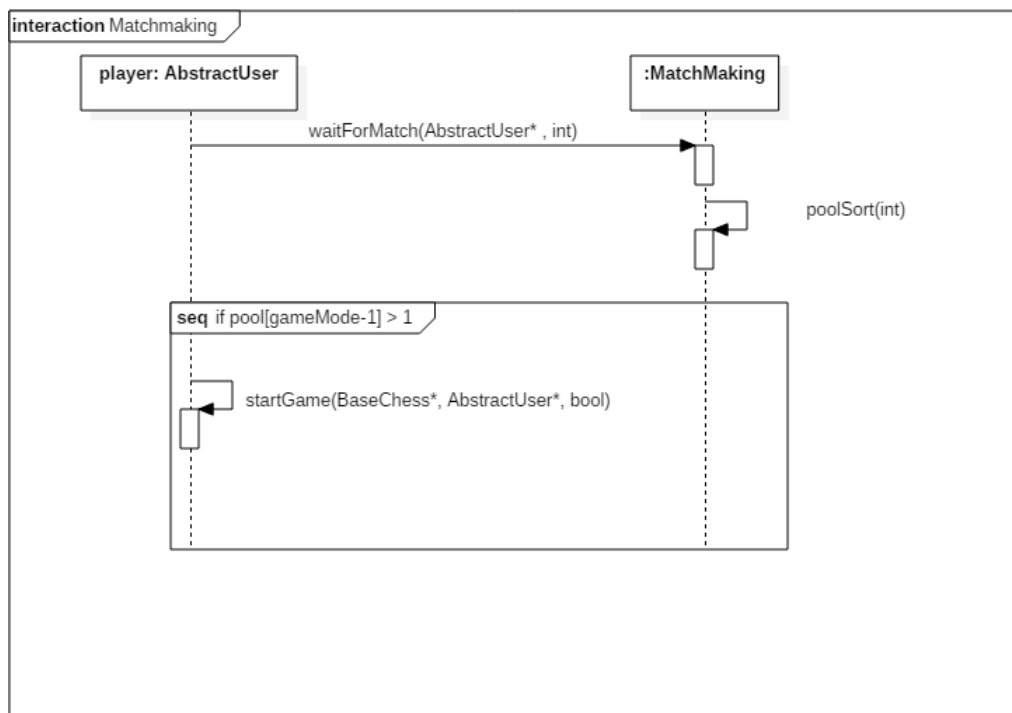 interaction Matchmaking
player: AbstractUser
:MatchMaking
waitForMatch(AbstractUser* , int)
poolSort(int)
seq if pool[gameMode-1] > 1
startGame(BaseChess*, AbstractUser*, bool)